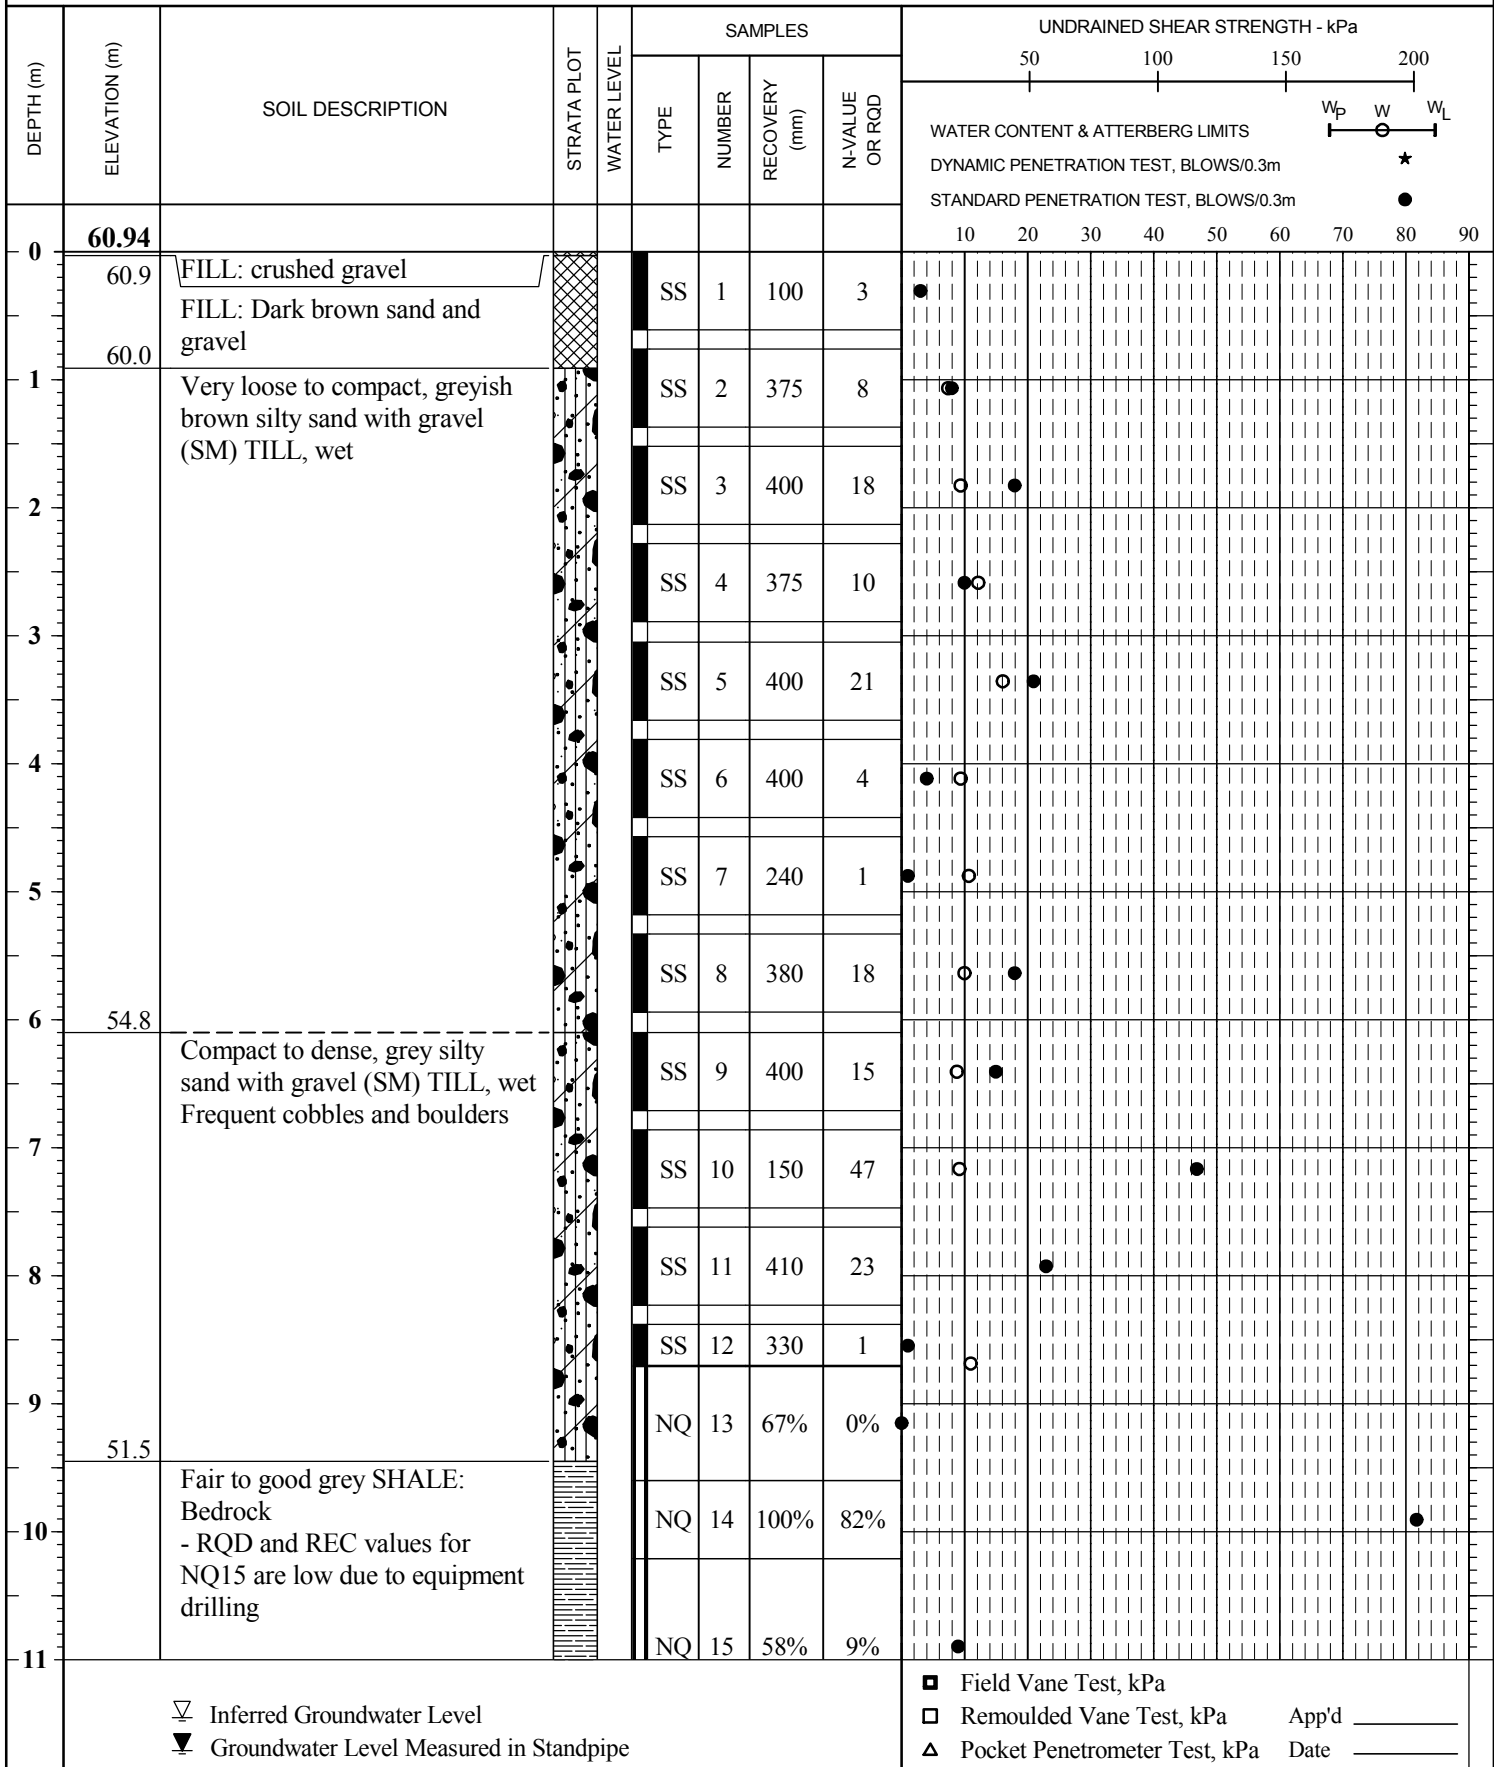 SAMPLES
UNDRAINED SHEAR STRENGTH - kPa
50 100 150 200
DEPTH (m)
ELEVATION (m)
SOIL DESCRIPTION
STRATA PLOT
WATER LEVEL
TYPE
NUMBER
RECOVERY
(mm)
N-VALUE
OR RQD
WP W WL
WATER CONTENT & ATTERBERG LIMITS
DYNAMIC PENETRATION TEST, BLOWS/0.3m ★
STANDARD PENETRATION TEST, BLOWS/0.3m ●
10 20 30 40 50 60 70 80 90
0 60.94
60.9 FILL: crushed gravel
SS 1 100 3
FILL: Dark brown sand and
gravel
60.0
1
Very loose to compact, greyish
brown silty sand with gravel
(SM) TILL, wet
SS 2 375 8
SS 3 400 18
2
SS 4 375 10
3
SS 5 400 21
4
SS 6 400 4
SS 7 240 1
5
SS 8 380 18
6
54.8
Compact to dense, grey silty
sand with gravel (SM) TILL, wet
Frequent cobbles and boulders
SS 9 400 15
7
SS 10 150 47
SS 11 410 23
8
SS 12 330 1
9
NQ 13 67% 0%
51.5
Fair to good grey SHALE:
Bedrock
- RQD and REC values for
NQ15 are low due to equipment
drilling
NQ 14 100% 82%
10
NQ 15 58% 9%
11
Inferred Groundwater Level
Groundwater Level Measured in Standpipe
Field Vane Test, kPa
Remoulded Vane Test, kPa App'd
Pocket Penetrometer Test, kPa Date